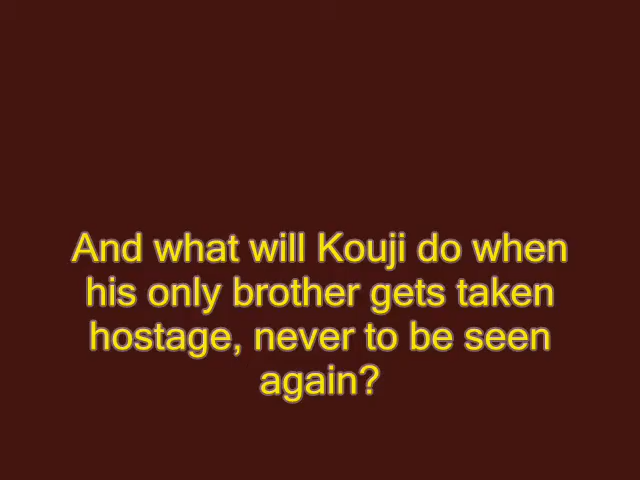 And what will Kouji do when
his only brother gets taken
hostage, never to be seen
again?